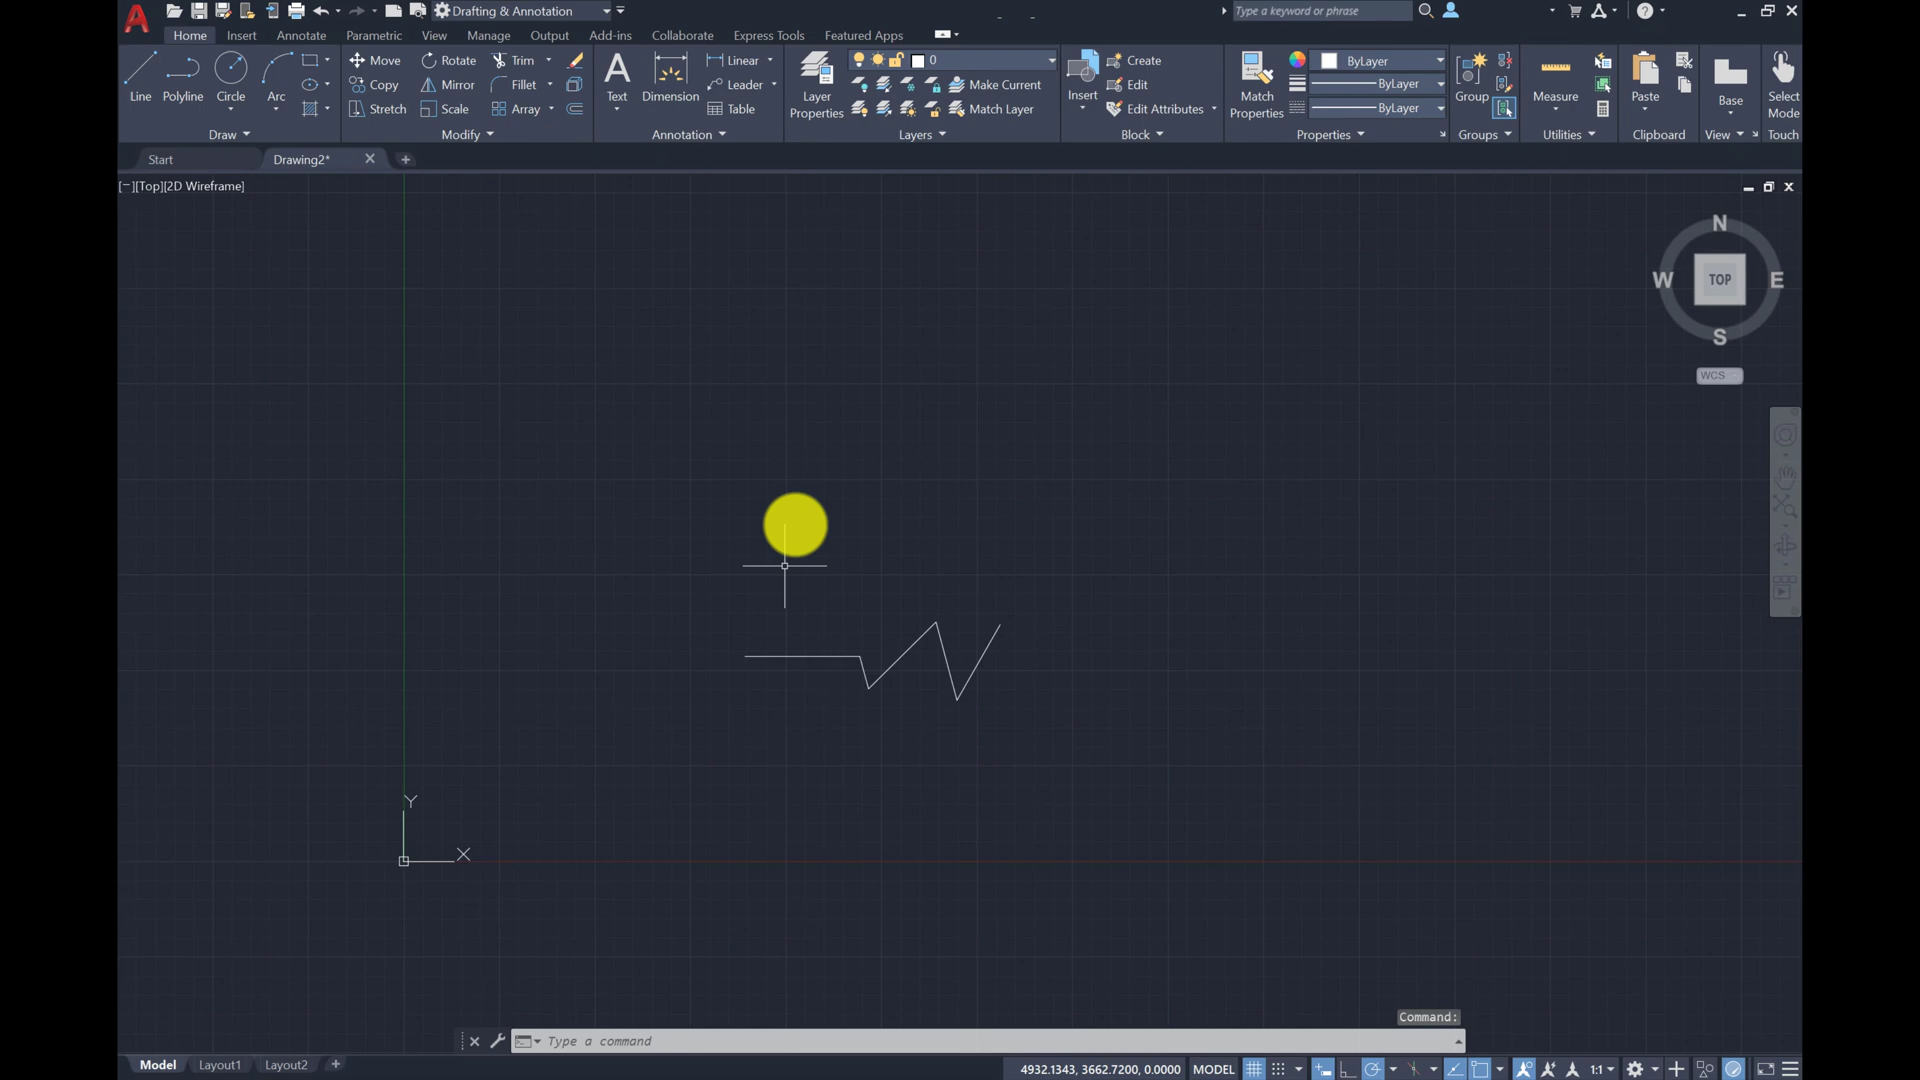 Drafting & Annotation
Type a keyword or phrase
Home Insert Annotate Parametric View Manage Output Add-ins Collaborate Express Tools Featured Apps
Line Polyline Circle Arc
Draw
Move Rotate Trim
Copy Mirror Fillet
Stretch Scale Array
Modify
Text Dimension
Linear
Leader
Table
Annotation
Layer Properties
0
Make Current
Match Layer
Layers
Insert
Create
Edit
Edit Attributes
Block
Match Properties
ByLayer
ByLayer
ByLayer
Properties
Group
Groups
Measure
Utilities
Paste
Clipboard
Base
View
Select Mode
Touch
Start Drawing2*
[−][Top][2D Wireframe]
N
W TOP E
S
WCS
Y
X
Command:
Type a command
Model Layout1 Layout2
4932.1343, 3662.7200, 0.0000 MODEL 1:1